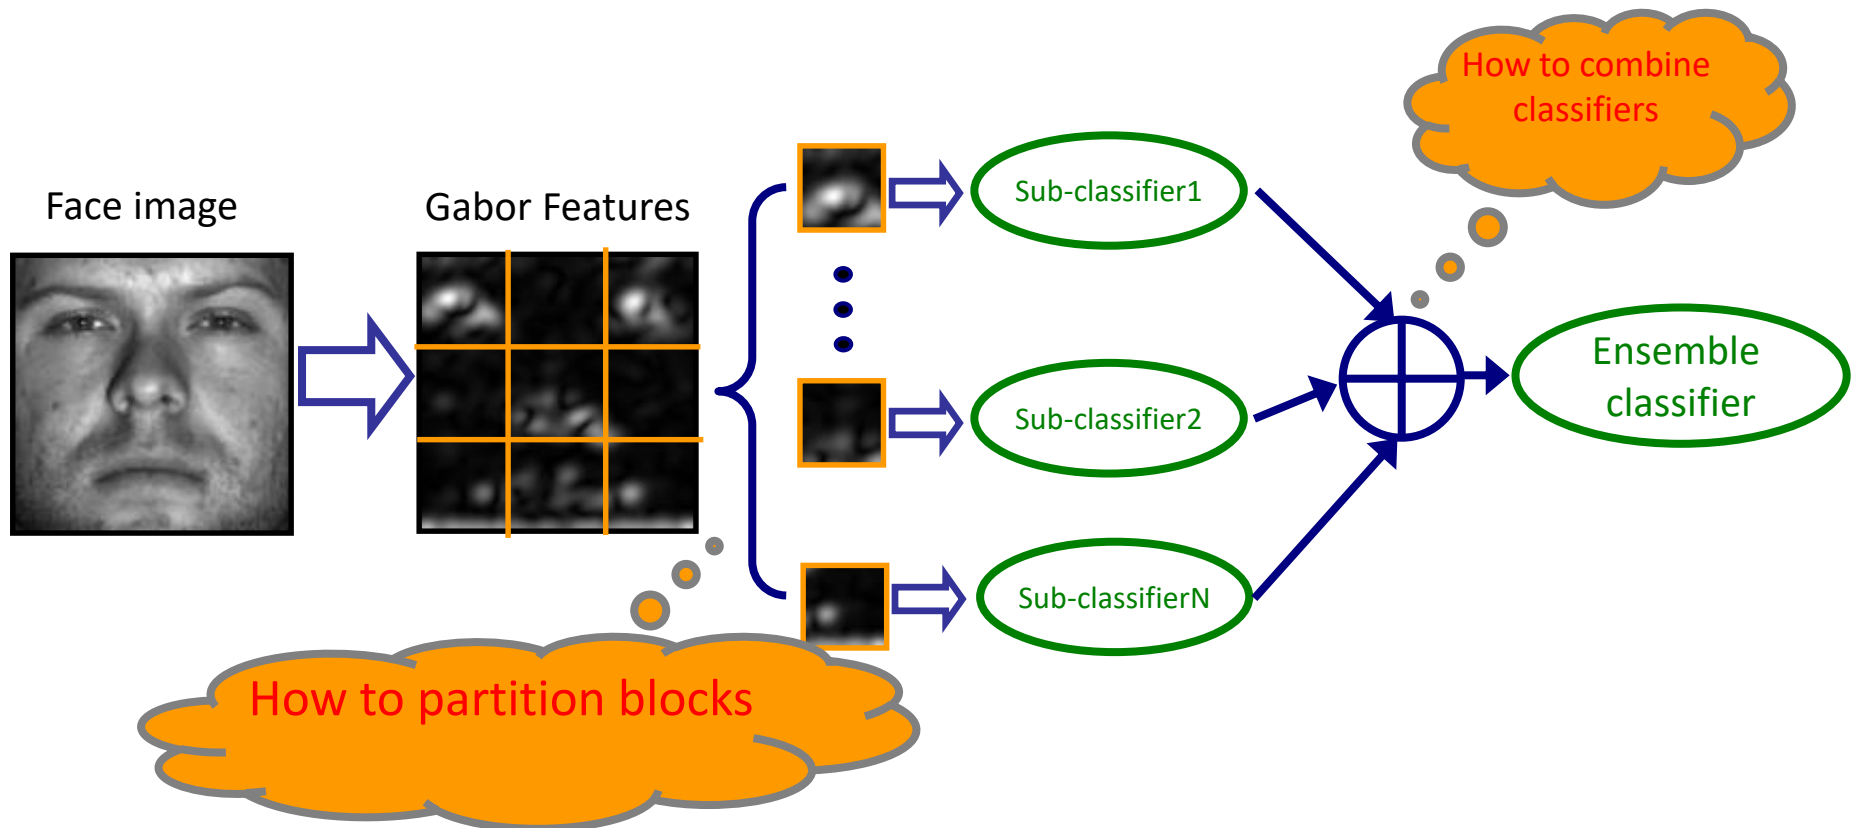 How to combine
classifiers
Face image
Gabor Features
Sub-classifier1
Sub-classifier2
Sub-classifierN
Ensemble
classifier
How to partition blocks